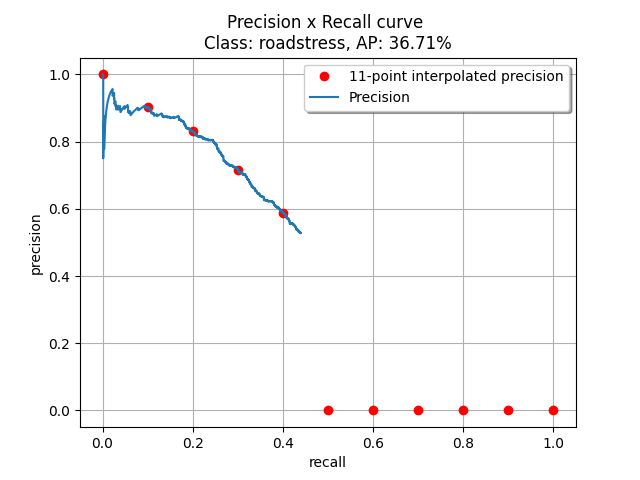 Precision x Recall curve
Class: roadstress, AP: 36.71%
11-point interpolated precision
Precision
1.0
0.8
0.6
0.4
0.2
0.0
precision
0.0 0.2 0.4 0.6 0.8 1.0
recall